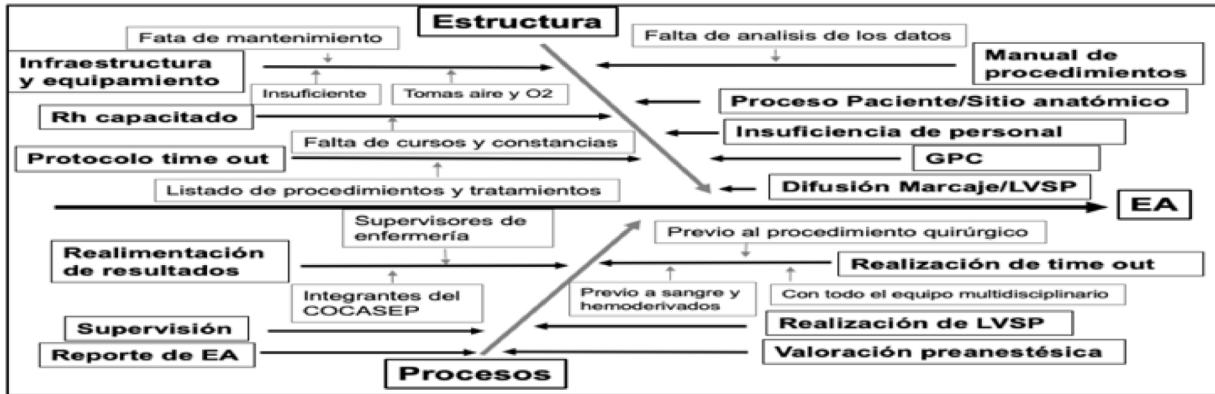 Estructura
Fata de mantenimiento
Falta de analisis de los datos
Infraestructura
y equipamiento
Manual de
procedimientos
Insuficiente
Tomas aire y O2
Proceso Paciente/Sitio anatómico
Rh capacitado
Insuficiencia de personal
Falta de cursos y constancias
Protocolo time out
GPC
Listado de procedimientos y tratamientos
Difusión Marcaje/LVSP
EA
Supervisores de
enfermería
Previo al procedimiento quirúrgico
Realimentación
de resultados
Realización de time out
Integrantes del
COCASEP
Previo a sangre y
hemoderivados
Con todo el equipo multidisciplinario
Supervisión
Realización de LVSP
Reporte de EA
Valoración preanestésica
Procesos